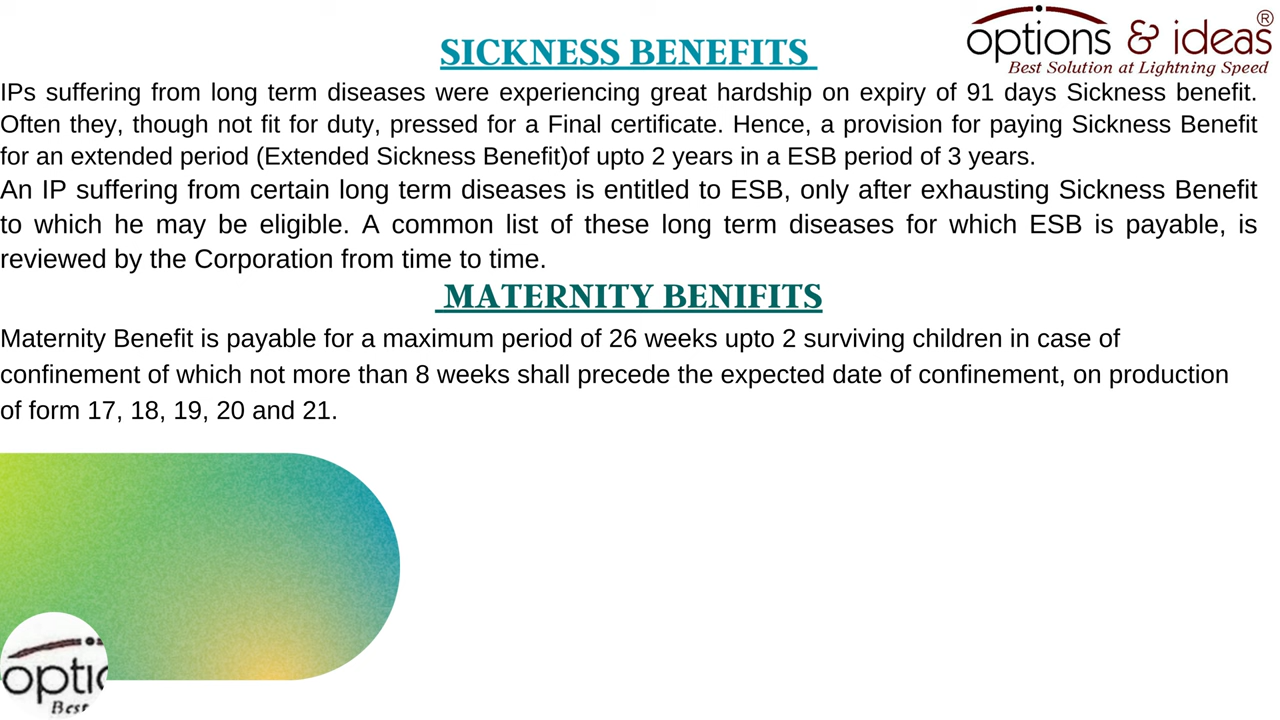 options & ideas®
Best Solution at Lightning Speed
SICKNESS BENEFITS
IPs suffering from long term diseases were experiencing great hardship on expiry of 91 days Sickness benefit.
Often they, though not fit for duty, pressed for a Final certificate. Hence, a provision for paying Sickness Benefit
for an extended period (Extended Sickness Benefit)of upto 2 years in a ESB period of 3 years.
An IP suffering from certain long term diseases is entitled to ESB, only after exhausting Sickness Benefit
to which he may be eligible. A common list of these long term diseases for which ESB is payable, is
reviewed by the Corporation from time to time.
MATERNITY BENIFITS
Maternity Benefit is payable for a maximum period of 26 weeks upto 2 surviving children in case of
confinement of which not more than 8 weeks shall precede the expected date of confinement, on production
of form 17, 18, 19, 20 and 21.
optic
Best